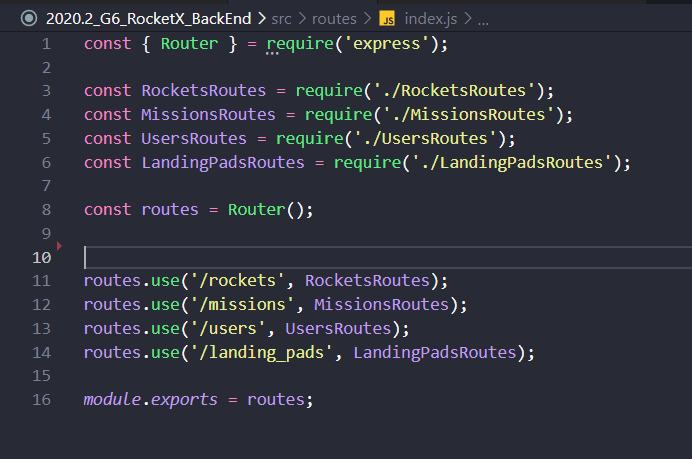 2020.2_G6_RocketX_BackEnd > src > routes > JS index.js > ...
1 const { Router } = require('express');
2
3 const RocketsRoutes = require('./RocketsRoutes');
4 const MissionsRoutes = require('./MissionsRoutes');
5 const UsersRoutes = require('./UsersRoutes');
6 const LandingPadsRoutes = require('./LandingPadsRoutes');
7
8 const routes = Router();
9
10
11 routes.use('/rockets', RocketsRoutes);
12 routes.use('/missions', MissionsRoutes);
13 routes.use('/users', UsersRoutes);
14 routes.use('/landing_pads', LandingPadsRoutes);
15
16 module.exports = routes;